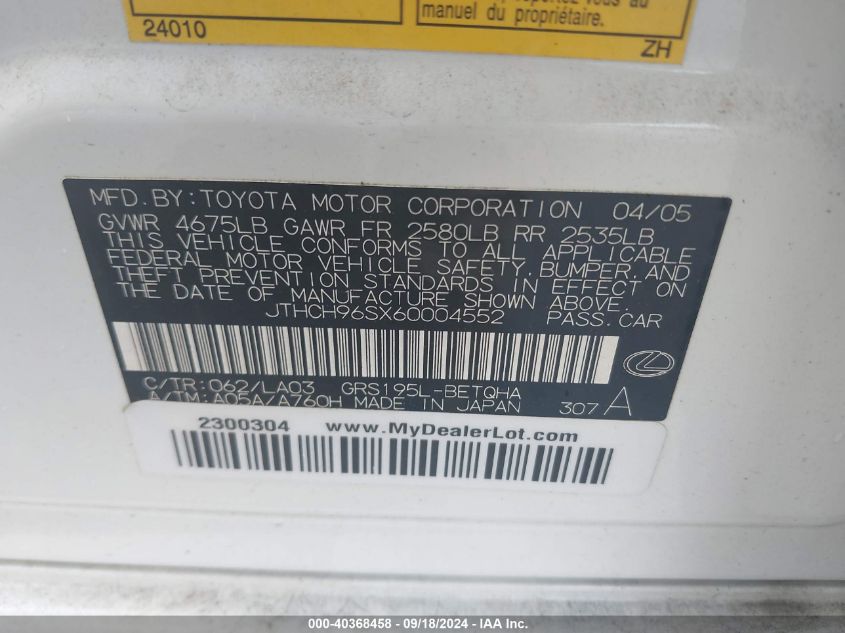 au
manuel du propriétaire.
24010
ZH
MFD.BY:TOYOTA MOTOR CORPORATION 04/05
GVWR 4675LB GAWR FR 2580LB RR 2535LB
THIS VEHICLE CONFORMS TO ALL APPLICABLE
FEDERAL MOTOR VEHICLE SAFETY,BUMPER,AND
THEFT PREVENTION STANDARDS IN EFFECT ON
THE DATE OF MANUFACTURE SHOWN ABOVE.
JTHCH96SX60004552 PASS.CAR
C/TR:062/LA03 GRS195L-BETQHA
A/TM:A05A/A760H MADE IN JAPAN 307 A
2300304 www.MyDealerLot.com
000-40368458 - 09/18/2024 - IAA Inc.